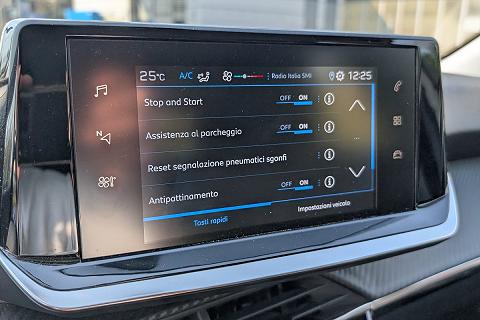 25°C A/C Radio Italia SMI 12:25
Stop and Start OFF ON
Assistenza al parcheggio OFF ON
Reset segnalazione pneumatici sgonfi
Antipattinamento OFF ON
Tasti rapidi Impostazioni veicolo
N